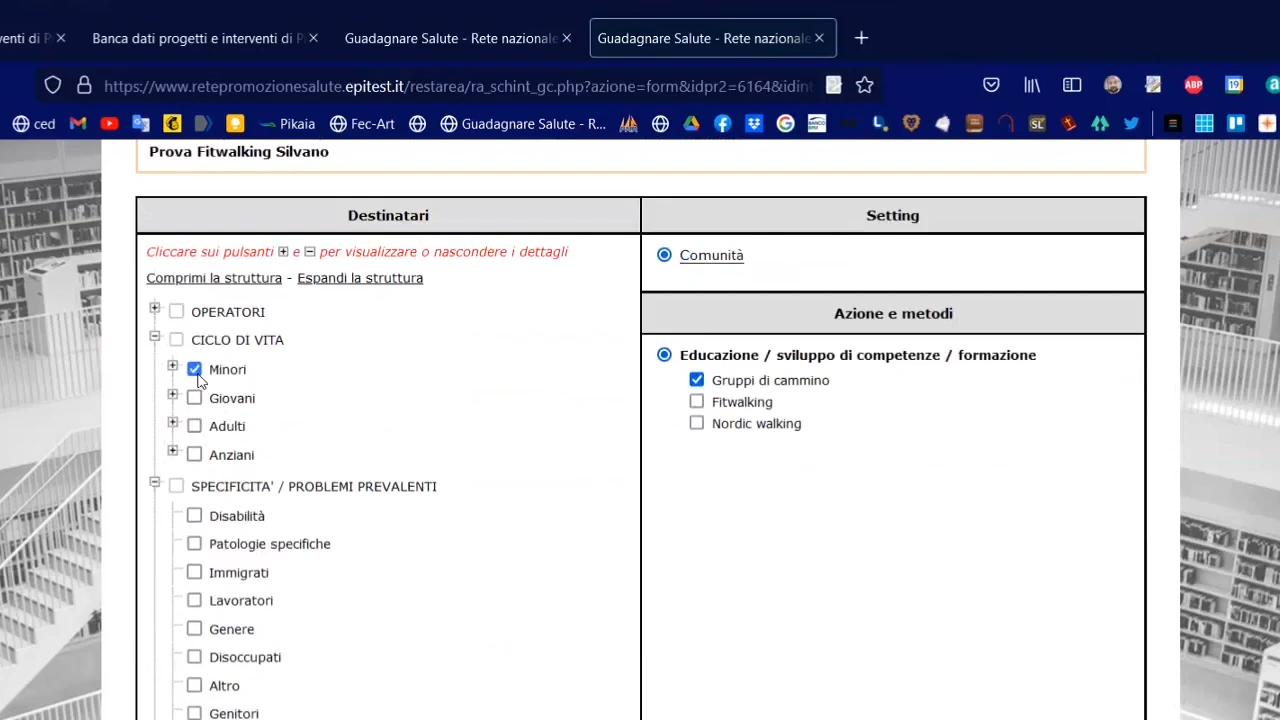 venti di P
Banca dati progetti e interventi di P
Guadagnare Salute - Rete nazionale
Guadagnare Salute - Rete nazionale
https://www.retepromozionesalute.epitest.it/restarea/ra_schint_gc.php?azione=form&idpr2=6164&idint
ABP
19
ced
Pikaia
Fec-Art
Guadagnare Salute - R...
SL
Prova Fitwalking Silvano
Destinatari
Cliccare sui pulsanti e per visualizzare o nascondere i dettagli
Comprimi la struttura - Espandi la struttura
OPERATORI
CICLO DI VITA
Minori
Giovani
Adulti
Anziani
SPECIFICITA' / PROBLEMI PREVALENTI
Disabilità
Patologie specifiche
Immigrati
Lavoratori
Genere
Disoccupati
Altro
Genitori
Setting
Comunità
Azione e metodi
Educazione / sviluppo di competenze / formazione
Gruppi di cammino
Fitwalking
Nordic walking